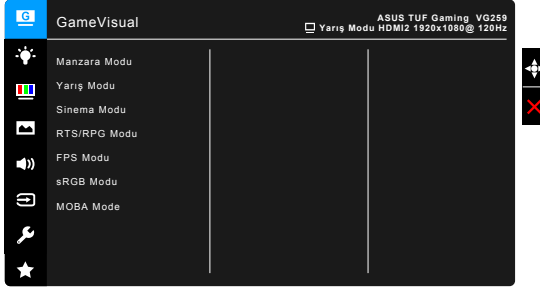 G
GameVisual
ASUS TUF Gaming VG259
Yarış Modu HDMI2 1920x1080@ 120Hz
Manzara Modu
Yarış Modu
Sinema Modu
RTS/RPG Modu
FPS Modu
sRGB Modu
MOBA Mode